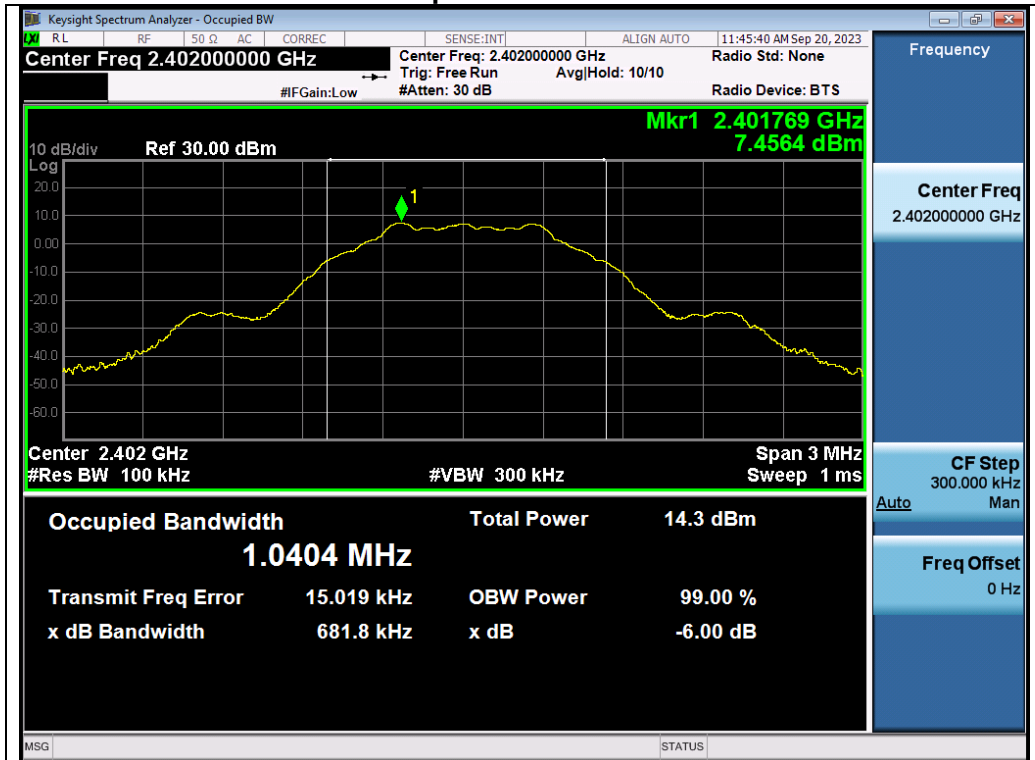 Keysight Spectrum Analyzer - Occupied BW
LXI RL RF 50 Ω AC CORREC SENSE:INT ALIGN AUTO 11:45:40 AM Sep 20, 2023
Center Freq 2.402000000 GHz
Center Freq: 2.402000000 GHz
Radio Std: None
Trig: Free Run Avg|Hold: 10/10
#IFGain:Low #Atten: 30 dB Radio Device: BTS
Mkr1 2.401769 GHz
7.4564 dBm
10 dB/div Ref 30.00 dBm
Log
20.0
10.0
0.00
-10.0
-20.0
-30.0
-40.0
-50.0
-60.0
1
Center 2.402 GHz Span 3 MHz
#Res BW 100 kHz #VBW 300 kHz Sweep 1 ms
Occupied Bandwidth Total Power 14.3 dBm
1.0404 MHz
Transmit Freq Error 15.019 kHz OBW Power 99.00 %
x dB Bandwidth 681.8 kHz x dB -6.00 dB
MSG STATUS
Frequency
Center Freq
2.402000000 GHz
CF Step
300.000 kHz
Auto Man
Freq Offset
0 Hz